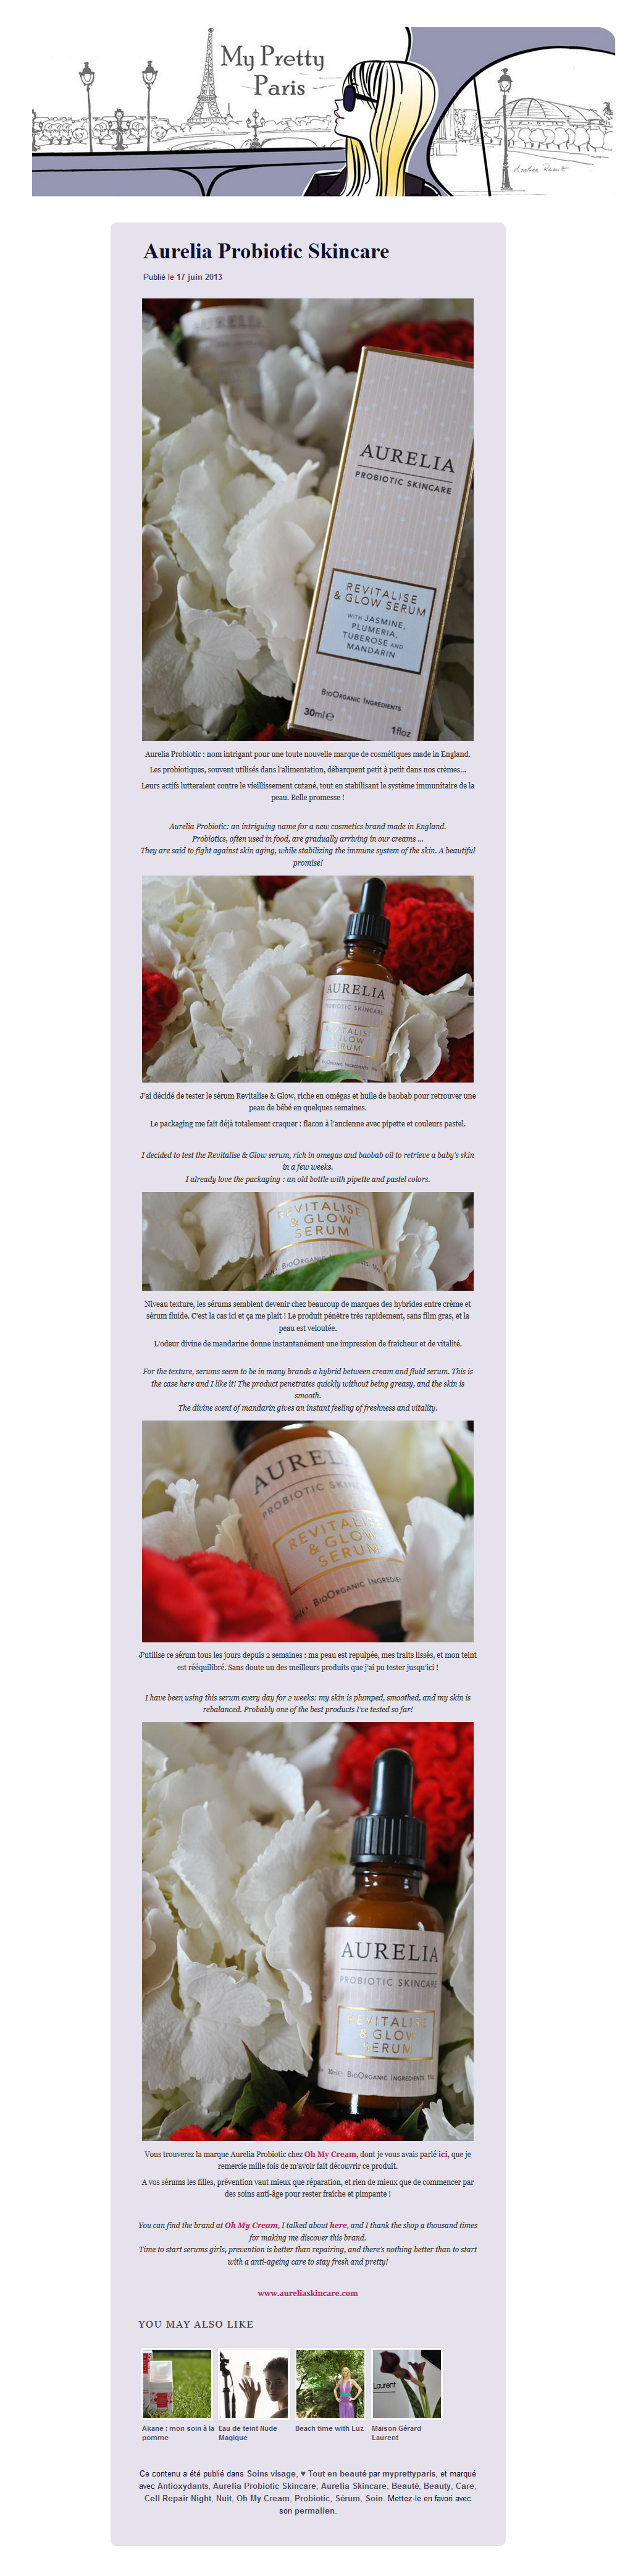 My Pretty
Paris
Aurelia Probiotic Skincare
Publié le 17 juin 2013
AURELIA
AURELIA
PROBIOTIC SKINCARE
REVITALISE
& GLOW SERUM
WITH JASMINE,
PLUMERIA,
TUBEROSE AND
MANDARIN
BIOORGANIC INGREDIENTS
30ml e
1floz
Aurelia Probiotic : nom intrigant pour une toute nouvelle marque de cosmétiques made in England.
Les probiotiques, souvent utilisés dans l'alimentation, débarquent petit à petit dans nos crèmes...
Leurs actifs lutteraient contre le vieillissement cutané, tout en stabilisant le système immunitaire de la
peau. Belle promesse !
Aurelia Probiotic: an intriguing name for a new cosmetics brand made in England.
Probiotics, often used in food, are gradually arriving in our creams ...
They are said to fight against skin aging, while stabilizing the immune system of the skin. A beautiful
promise!
AURELIA
PROBIOTIC SKINCARE
REVITALISE
& GLOW
SERUM
BIOORGANIC INGREDIENTS
J'ai décidé de tester le sérum Revitalise & Glow, riche en omégas et huile de baobab pour retrouver une
peau de bébé en quelques semaines.
Le packaging me fait déjà totalement craquer : flacon à l'ancienne avec pipette et couleurs pastel.
I decided to test the Revitalise & Glow serum, rich in omegas and baobab oil to retrieve a baby's skin
in a few weeks.
I already love the packaging : an old bottle with pipette and pastel colors.
REVITALISE
& GLOW
SERUM
BIOORGANIC
Niveau texture, les sérums semblent devenir chez beaucoup de marques des hybrides entre crème et
sérum fluide. C'est la cas ici et ça me plait ! Le produit pénètre très rapidement, sans film gras, et la
peau est veloutée.
L'odeur divine de mandarine donne instantanément une impression de fraîcheur et de vitalité.
For the texture, serums seem to be in many brands a hybrid between cream and fluid serum. This is
the case here and I like it! The product penetrates quickly without being greasy, and the skin is
smooth.
The divine scent of mandarin gives an instant feeling of freshness and vitality.
AURELIA
PROBIOTIC SKINCARE
REVITALISE
& GLOW
SERUM
BIOORGANIC INGREDIE
J'utilise ce sérum tous les jours depuis 2 semaines : ma peau est repulpée, mes traits lissés, et mon teint
est rééquilibré. Sans doute un des meilleurs produits que j'ai pu tester jusqu'ici !
I have been using this serum every day for 2 weeks: my skin is plumped, smoothed, and my skin is
rebalanced. Probably one of the best products I've tested so far!
AURELIA
PROBIOTIC SKINCARE
REVITALISE
& GLOW
SERUM
BIOORGANIC INGREDIENTS
Vous trouverez la marque Aurelia Probiotic chez Oh My Cream, dont je vous avais parlé ici, que je
remercie mille fois de m'avoir fait découvrir ce produit.
A vos sérums les filles, prévention vaut mieux que réparation, et rien de mieux que de commencer par
des soins anti-âge pour rester fraîche et pimpante !
You can find the brand at Oh My Cream, I talked about here, and I thank the shop a thousand times
for making me discover this brand.
Time to start serums girls, prevention is better than repairing, and there's nothing better than to start
with a anti-ageing care to stay fresh and pretty!
www.aureliaskincare.com
YOU MAY ALSO LIKE
Laurent
Akane : mon soin à la
pomme
Eau de teint Nude
Magique
Beach time with Luz
Maison Gérard
Laurent
Ce contenu a été publié dans Soins visage, ♥ Tout en beauté par myprettyparis, et marqué
avec Antioxydants, Aurelia Probiotic Skincare, Aurelia Skincare, Beauté, Beauty, Care,
Cell Repair Night, Nuit, Oh My Cream, Probiotic, Sérum, Soin. Mettez-le en favori avec
son permalien.